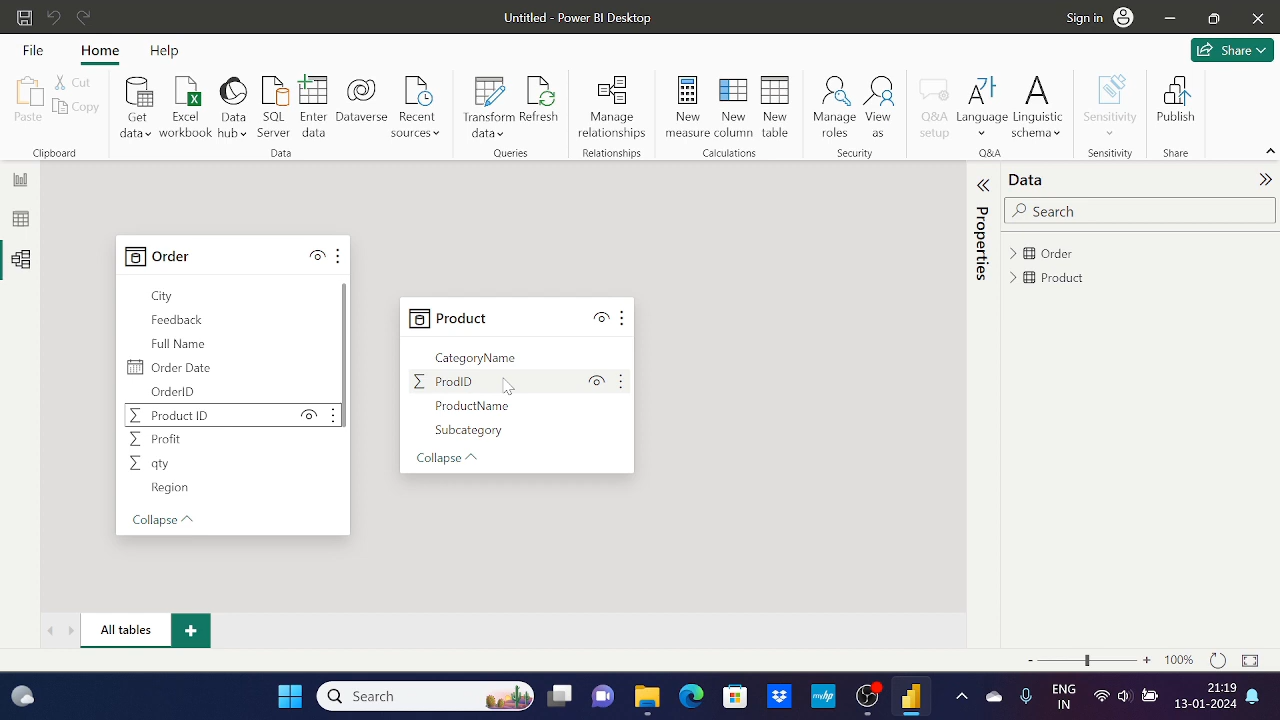 Untitled - Power BI Desktop
Sign in
File Home Help
Share
Paste
Cut
Copy
Clipboard
Get data
Excel workbook
Data hub
SQL Server
Enter data
Dataverse
Recent sources
Data
Transform data
Refresh
Queries
Manage relationships
Relationships
New measure
New column
New table
Calculations
Manage roles
View as
Security
Q&A setup
Language
Linguistic schema
Q&A
Sensitivity
Sensitivity
Publish
Share
Order
City
Feedback
Full Name
Order Date
OrderID
Product ID
Profit
qty
Region
Collapse
Product
CategoryName
ProdID
ProductName
Subcategory
Collapse
Properties
Data
Search
Order
Product
All tables
- + 100%
Search
myhp
ENG
IN
21:19
13-01-2024